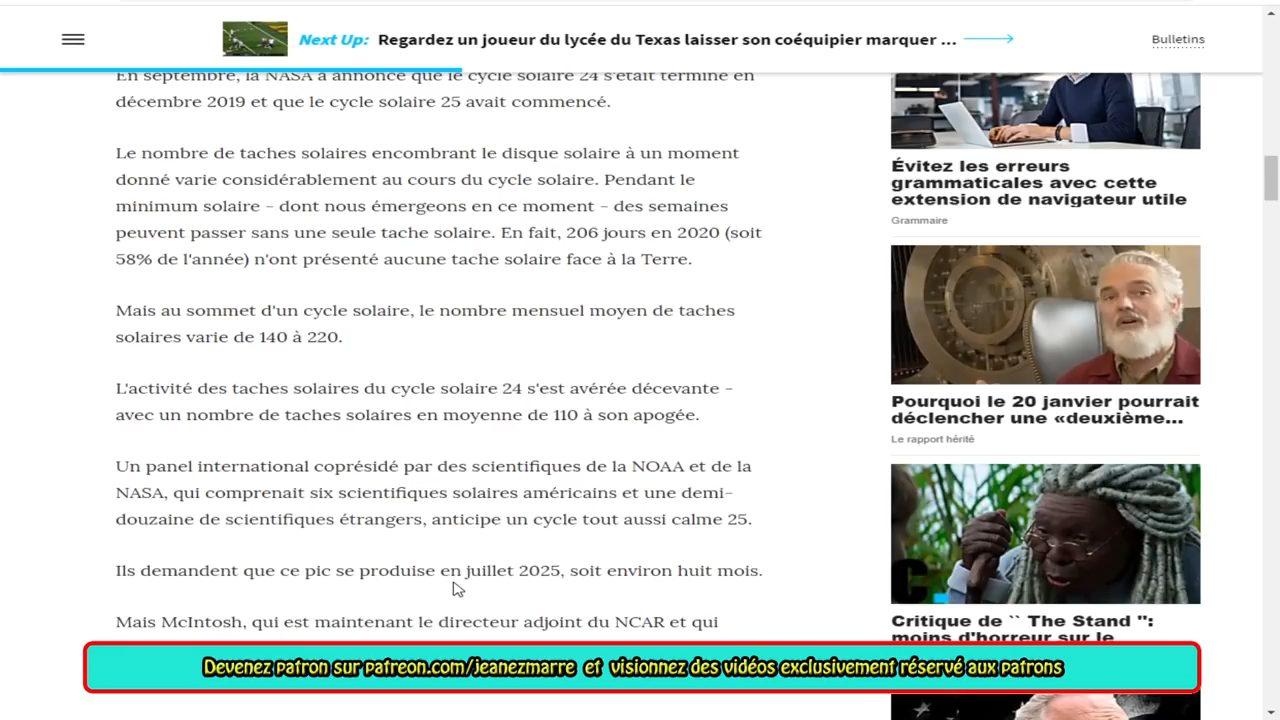 Next Up: Regardez un joueur du lycée du Texas laisser son coéquipier marquer ...
Bulletins
En septembre, la NASA a annoncé que le cycle solaire 24 s'était terminé en
décembre 2019 et que le cycle solaire 25 avait commencé.
Le nombre de taches solaires encombrant le disque solaire à un moment
donné varie considérablement au cours du cycle solaire. Pendant le
minimum solaire - dont nous émergeons en ce moment - des semaines
peuvent passer sans une seule tache solaire. En fait, 206 jours en 2020 (soit
58% de l'année) n'ont présenté aucune tache solaire face à la Terre.
Mais au sommet d'un cycle solaire, le nombre mensuel moyen de taches
solaires varie de 140 à 220.
L'activité des taches solaires du cycle solaire 24 s'est avérée décevante -
avec un nombre de taches solaires en moyenne de 110 à son apogée.
Un panel international coprésidé par des scientifiques de la NOAA et de la
NASA, qui comprenait six scientifiques solaires américains et une demi-
douzaine de scientifiques étrangers, anticipe un cycle tout aussi calme 25.
Ils demandent que ce pic se produise en juillet 2025, soit environ huit mois.
Mais McIntosh, qui est maintenant le directeur adjoint du NCAR et qui
Évitez les erreurs
grammaticales avec cette
extension de navigateur utile
Grammaire
Pourquoi le 20 janvier pourrait
déclencher une «deuxième...
Le rapport hérité
Critique de `` The Stand '':
moins d'horreur sur le
Devenez patron sur patreon.com/jeanezmarre et visionnez des vidéos exclusivement réservé aux patrons